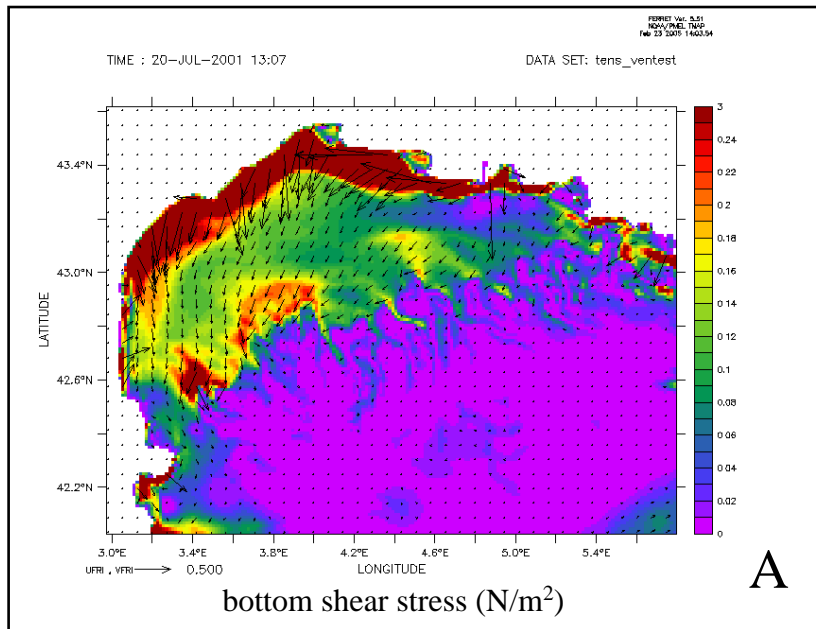 FERRET Ver. 5.51
NOAA/PMEL TMAP
Feb 23 2005 14:03:54
TIME : 20-JUL-2001 13:07
DATA SET: tens_ventest
3
0.24
0.22
0.2
0.18
0.16
0.14
0.12
0.1
0.08
0.06
0.04
0.02
0
43.4°N
43.0°N
42.6°N
42.2°N
LATITUDE
3.0°E 3.4°E 3.8°E 4.2°E 4.6°E 5.0°E 5.4°E
LONGITUDE
UFRI , VFRI 0.500
bottom shear stress (N/m²)
A